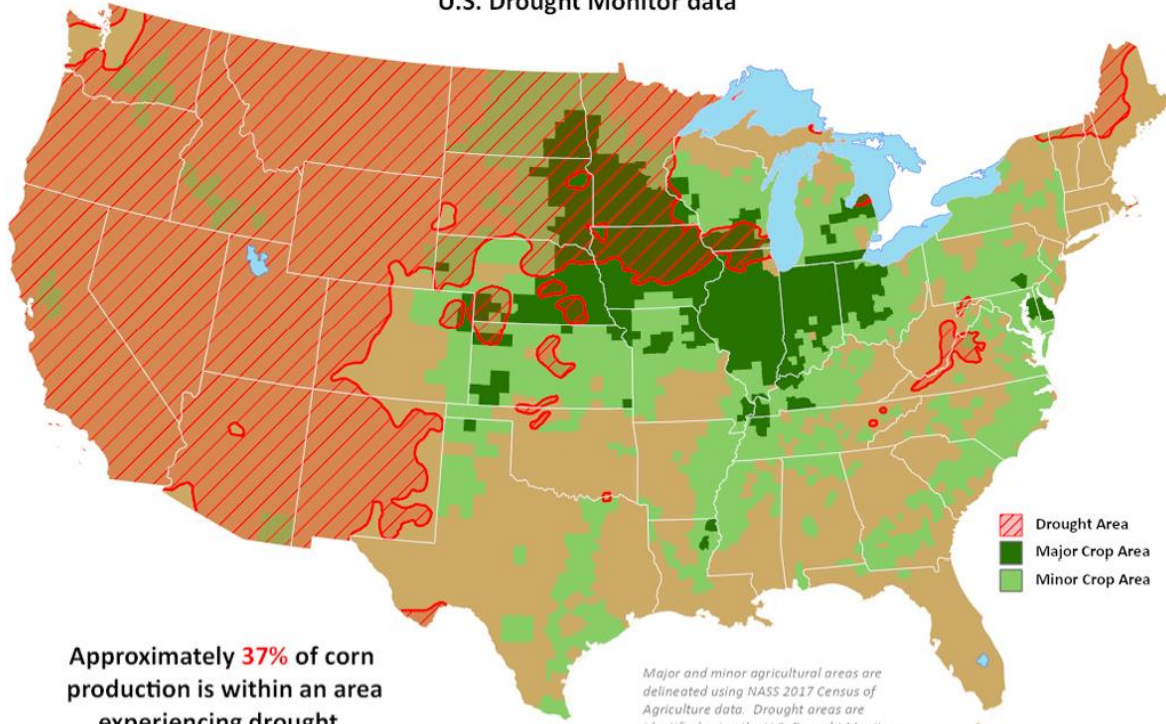 U.S. Drought Monitor data
Drought Area
Major Crop Area
Minor Crop Area
Approximately 37% of corn
production is within an area
experiencing drought
Major and minor agricultural areas are
delineated using NASS 2017 Census of
Agriculture data. Drought areas are